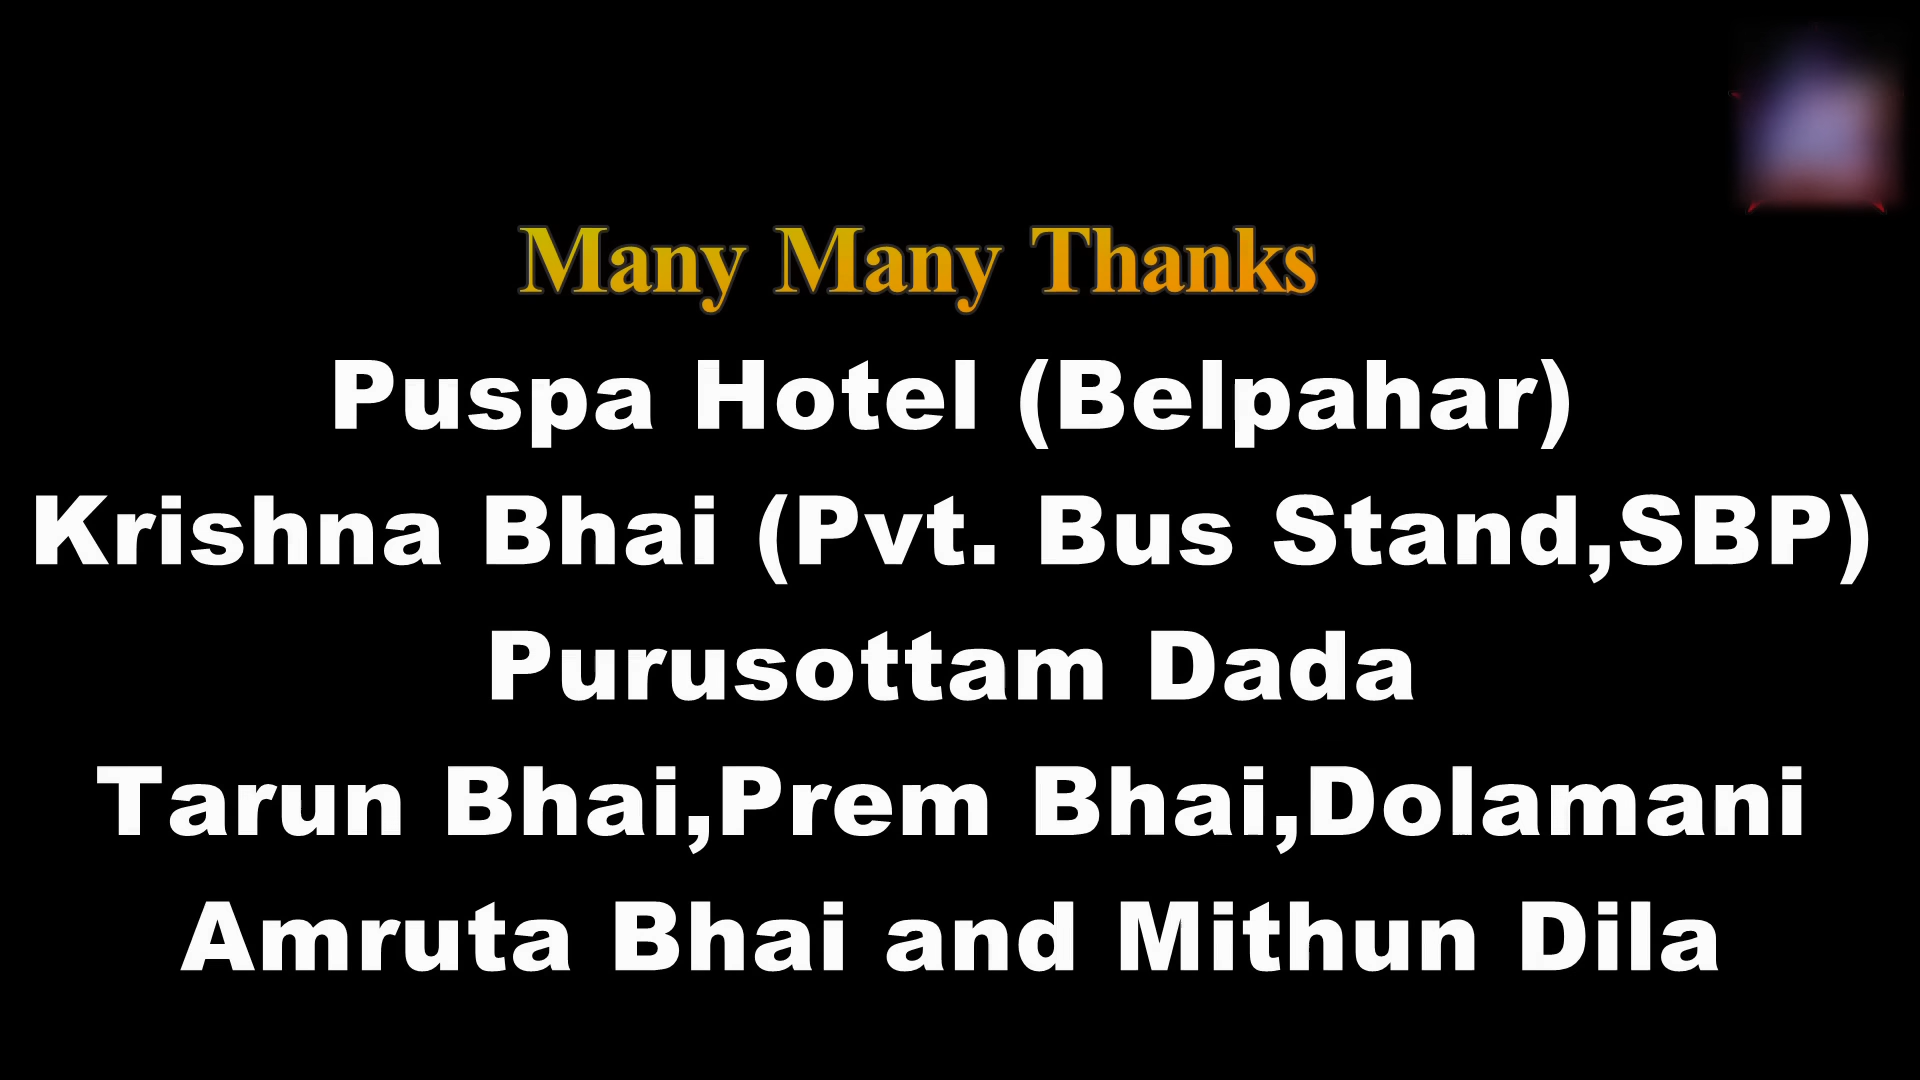 Many Many Thanks
Puspa Hotel (Belpahar)
Krishna Bhai (Pvt. Bus Stand,SBP)
Purusottam Dada
Tarun Bhai,Prem Bhai,Dolamani
Amruta Bhai and Mithun Dila